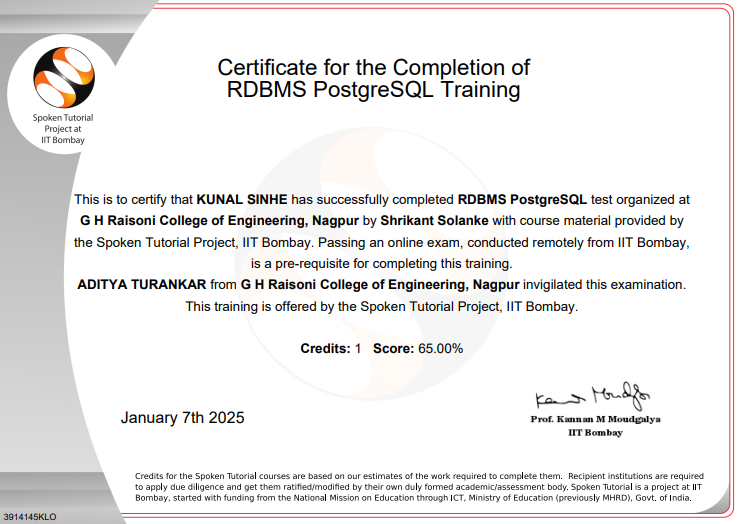 Spoken Tutorial
Project at
IIT Bombay
Certificate for the Completion of
RDBMS PostgreSQL Training
This is to certify that KUNAL SINHE has successfully completed RDBMS PostgreSQL test organized at
G H Raisoni College of Engineering, Nagpur by Shrikant Solanke with course material provided by
the Spoken Tutorial Project, IIT Bombay. Passing an online exam, conducted remotely from IIT Bombay,
is a pre-requisite for completing this training.
ADITYA TURANKAR from G H Raisoni College of Engineering, Nagpur invigilated this examination.
This training is offered by the Spoken Tutorial Project, IIT Bombay.
Credits: 1 Score: 65.00%
January 7th 2025
Prof. Kannan M Moudgalya
IIT Bombay
Credits for the Spoken Tutorial courses are based on our estimates of the work required to complete them. Recipient institutions are required
to apply due diligence and get them ratified/modified by their own duly formed academic/assessment body. Spoken Tutorial is a project at IIT
Bombay, started with funding from the National Mission on Education through ICT, Ministry of Education (previously MHRD), Govt. of India.
3914145KLO